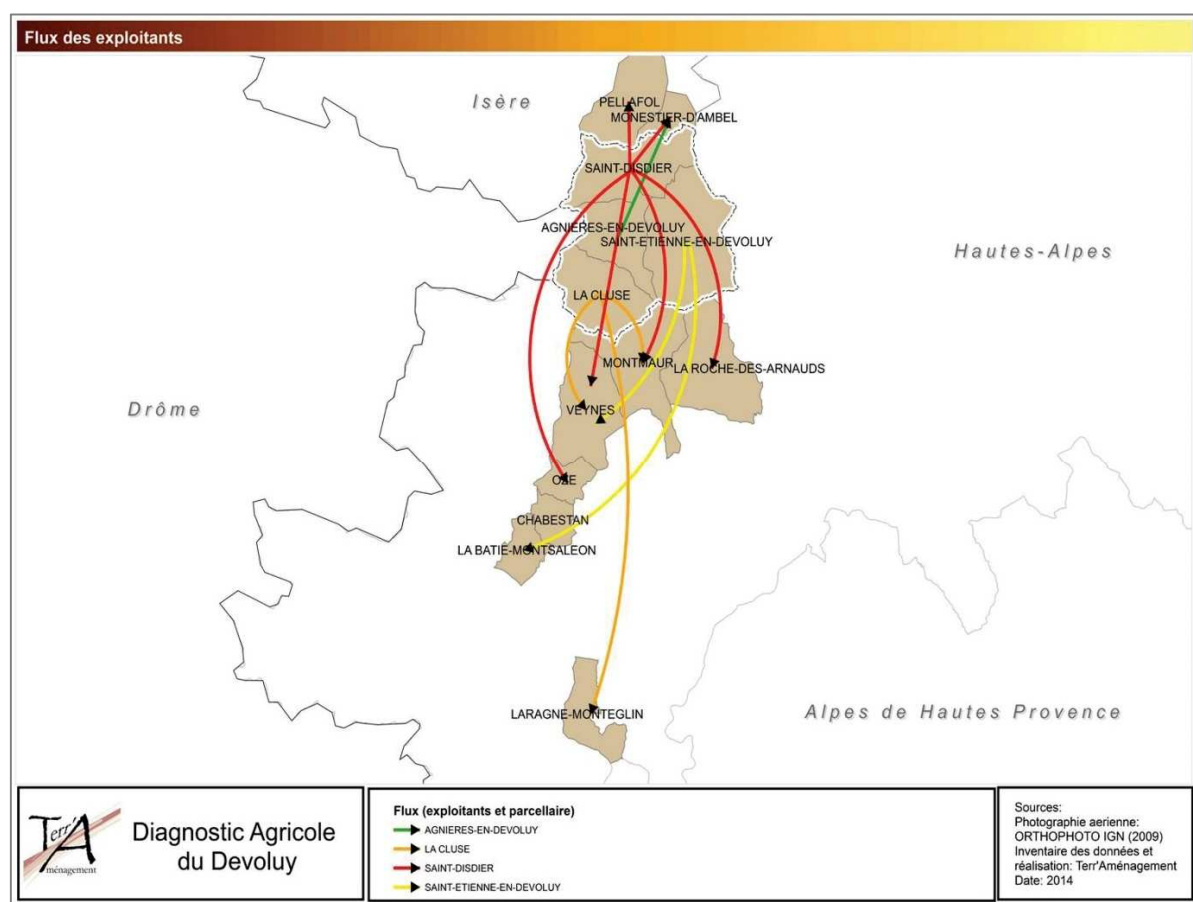 Flux des exploitants
Isère
PELLAFOL
MONESTIER-D'AMBEL
SAINT-DISDIER
AGNIERES-EN-DEVOLUY
SAINT-ETIENNE-EN-DEVOLUY
Hautes-Alpes
LA CLUSE
MONTMAUR
LA ROCHE-DES-ARNAUDS
Drôme
VEYNES
OZE
CHABESTAN
LA BATIE-MONTSALEON
LARAGNE-MONTEGLIN
Alpes de Hautes Provence
Terr'A
ménagement
Diagnostic Agricole
du Devoluy
Flux (exploitants et parcellaire)
AGNIERES-EN-DEVOLUY
LA CLUSE
SAINT-DISDIER
SAINT-ETIENNE-EN-DEVOLUY
Sources:
Photographie aerienne:
ORTHOPHOTO IGN (2009)
Inventaire des données et
réalisation: Terr'Aménagement
Date: 2014